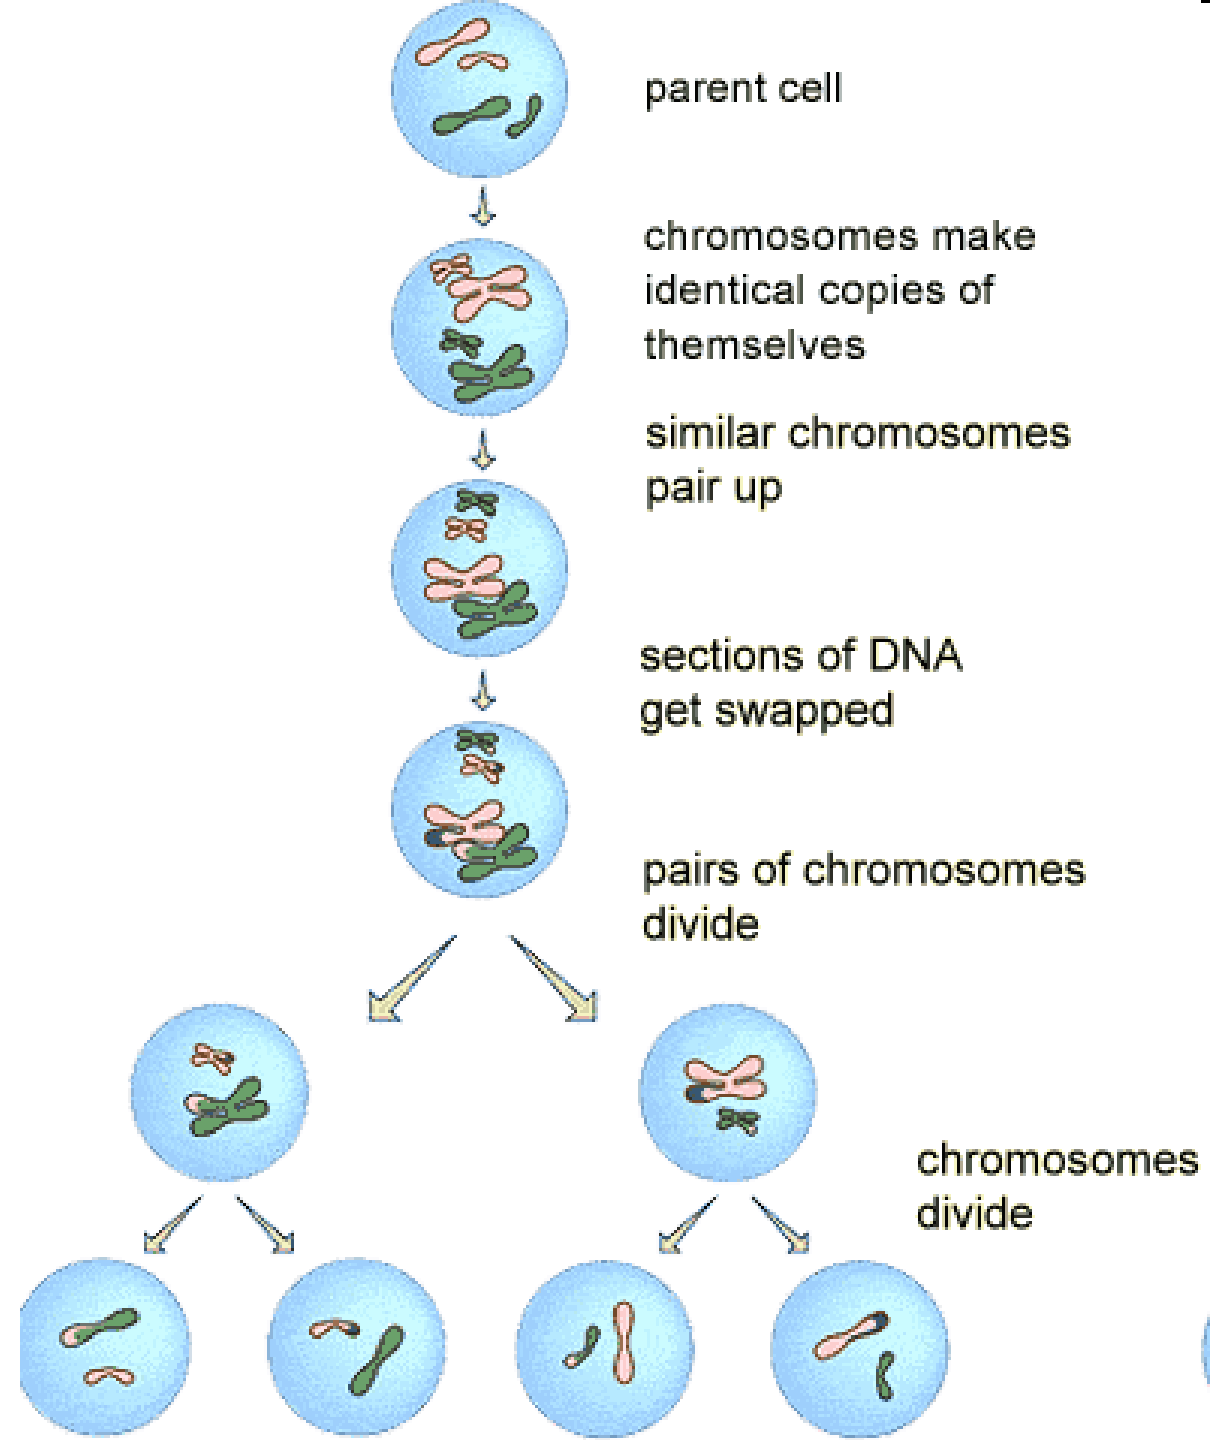 parent cell
chromosomes make
identical copies of
themselves
similar chromosomes
pair up
sections of DNA
get swapped
pairs of chromosomes
divide
chromosomes
divide